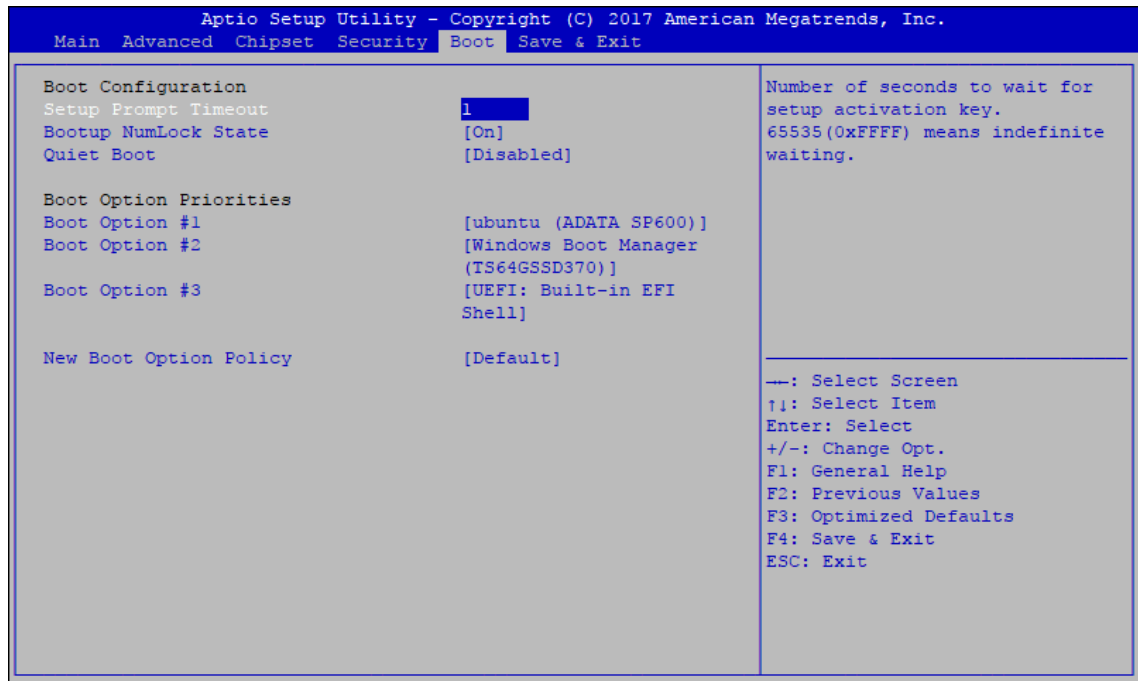 Aptio Setup Utility – Copyright (C) 2017 American Megatrends, Inc.
Main Advanced Chipset Security Boot Save & Exit
Boot Configuration
Setup Prompt Timeout 1
Bootup NumLock State [On]
Quiet Boot [Disabled]
Boot Option Priorities
Boot Option #1 [ubuntu (ADATA SP600)]
Boot Option #2 [Windows Boot Manager
(TS64GSSD370)]
Boot Option #3 [UEFI: Built-in EFI
Shell]
New Boot Option Policy [Default]
Number of seconds to wait for
setup activation key.
65535(0xFFFF) means indefinite
waiting.
→←: Select Screen
↑↓: Select Item
Enter: Select
+/-: Change Opt.
F1: General Help
F2: Previous Values
F3: Optimized Defaults
F4: Save & Exit
ESC: Exit